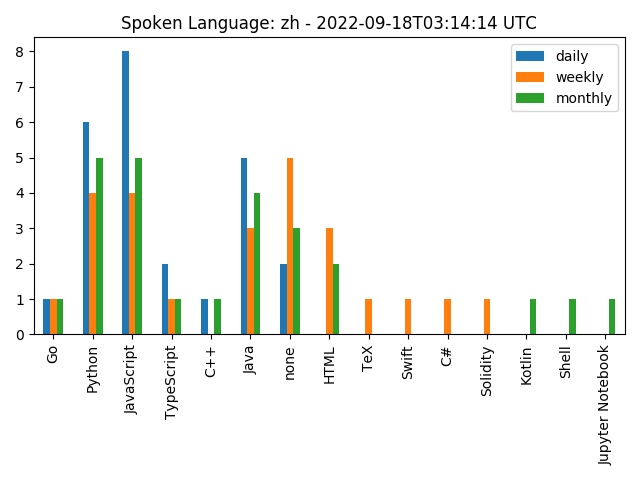 Spoken Language: zh - 2022-09-18T03:14:14 UTC
daily
weekly
monthly
8
7
6
5
4
3
2
1
0
Go
Python
JavaScript
TypeScript
C++
Java
none
HTML
TeX
Swift
C#
Solidity
Kotlin
Shell
Jupyter Notebook